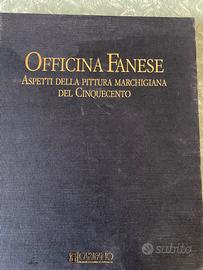 OFFICINA FANESE
ASPETTI DELLA PITTURA MARCHIGIANA
DEL CINQUECENTO
subito